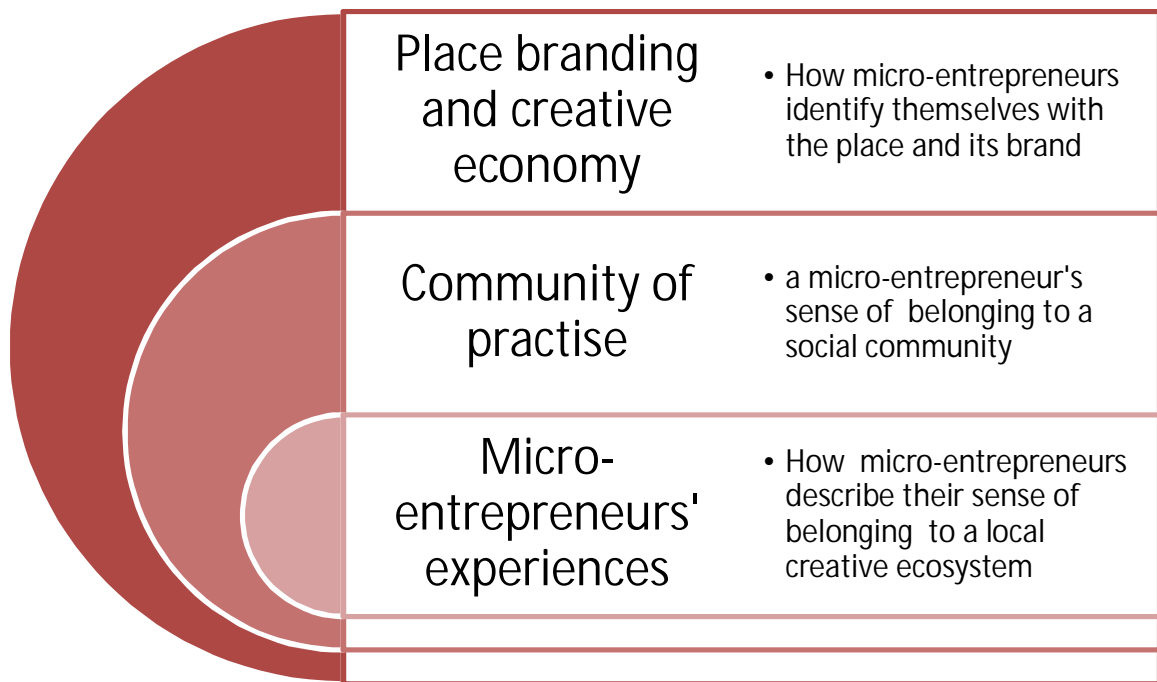 Place branding
and creative
economy
• How micro-entrepreneurs
identify themselves with
the place and its brand
Community of
practise
• a micro-entrepreneur's
sense of belonging to a
social community
Micro-
entrepreneurs'
experiences
• How micro-entrepreneurs
describe their sense of
belonging to a local
creative ecosystem